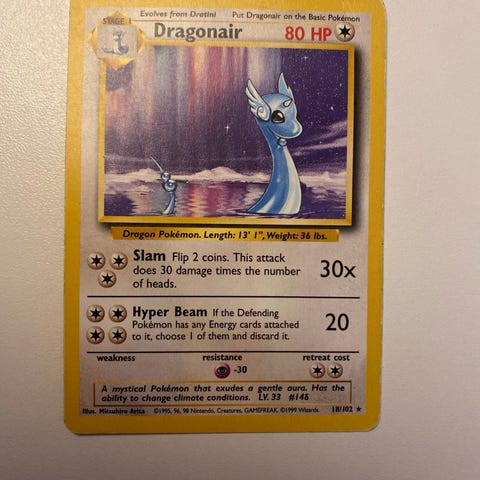 Evolves from Dratini Put Dragonair on the Basic Pokémon
STAGE 1
Dragonair 80 HP
Dragon Pokémon. Length: 13' 1", Weight: 36 lbs.
Slam Flip 2 coins. This attack
does 30 damage times the number
of heads.
30x
Hyper Beam If the Defending
Pokémon has any Energy cards attached
to it, choose 1 of them and discard it.
20
weakness resistance retreat cost
-30
A mystical Pokémon that exudes a gentle aura. Has the
ability to change climate conditions. LV. 33 #148
Illus. Mitsuhiro Arita ©1995, 96, 98 Nintendo, Creatures, GAMEFREAK. ©1999 Wizards. 18/102 ★